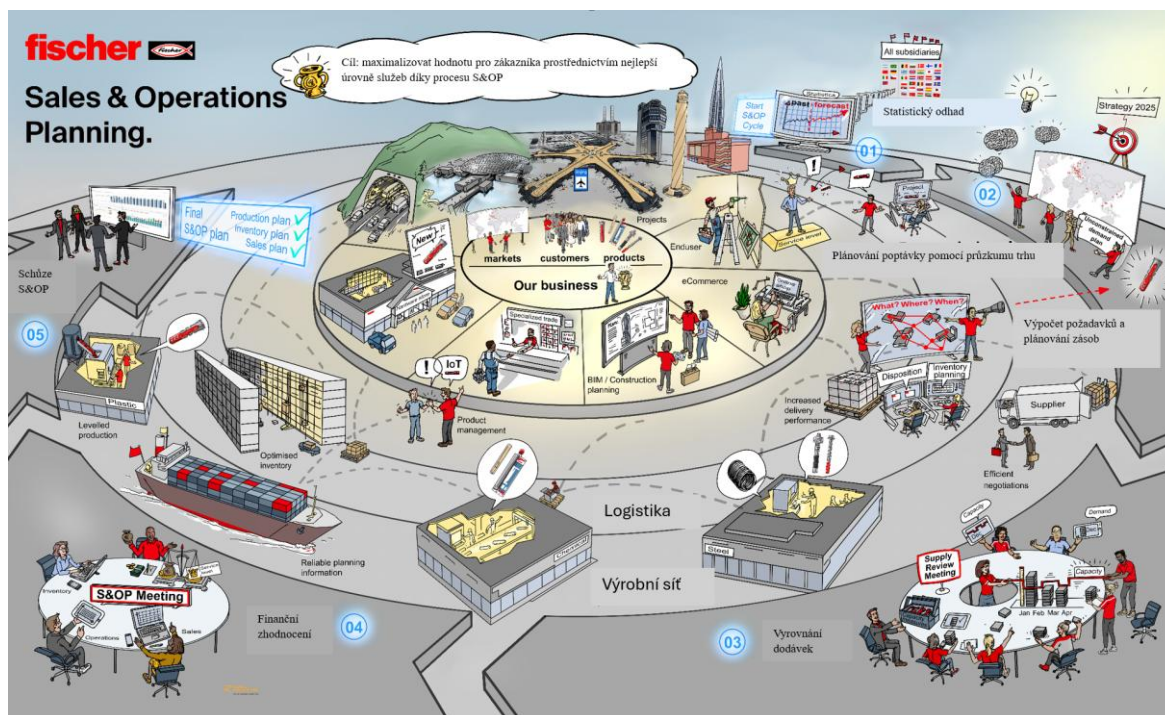 fischer
fischer
Sales & Operations
Planning.
Cíl: maximalizovat hodnotu pro zákazníka prostřednictvím nejlepší
úrovně služeb díky procesu S&OP
All subsidiaries
Start
S&OP
Cycle
Statistics
past
forecast
Statistický odhad
01
Strategy 2025
02
Project
Unconstrained
demand
plan
Service level
Plánování poptávky pomocí průzkumu trhu
Final
S&OP plan
Production plan
Inventory plan
Sales plan
Schůze
S&OP
05
New
Projects
markets
customers
products
Our business
Enduser
eCommerce
Specialized trade
BIM / Construction
planning
! IoT
Product
management
What? Where? When?
Výpočet požadavků a
plánování zásob
Disposition
Inventory
planning
Increased
delivery
performance
Supplier
Efficient
negotiations
Plastic
Levelled
production
Optimised
inventory
Reliable planning
information
Logistika
Chemical
Výrobní síť
Steel
S&OP Meeting
Inventory
Operations
Sales
Finanční
zhodnocení
04
03
Vyrovnání
dodávek
Supply
Review
Meeting
Capacity
Demand
Capacity
Jan Feb Mar Apr